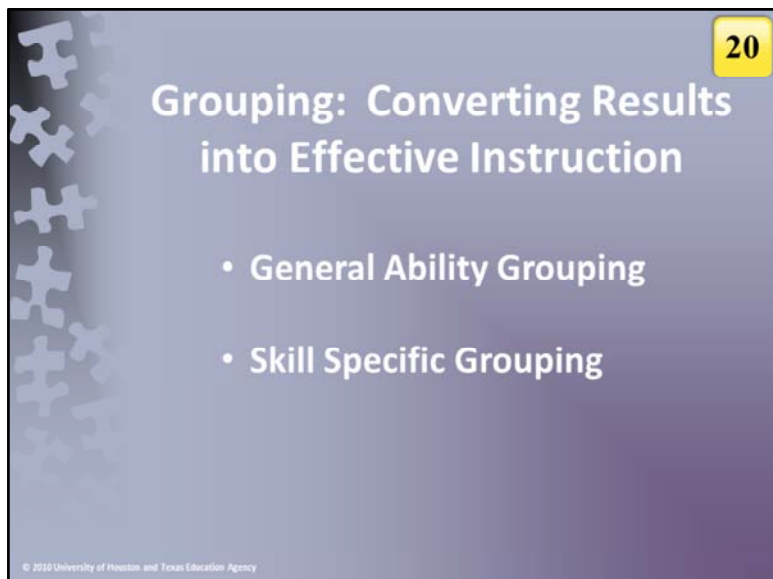 20
Grouping: Converting Results
into Effective Instruction
• General Ability Grouping
• Skill Specific Grouping
© 2010 University of Houston and Texas Education Agency